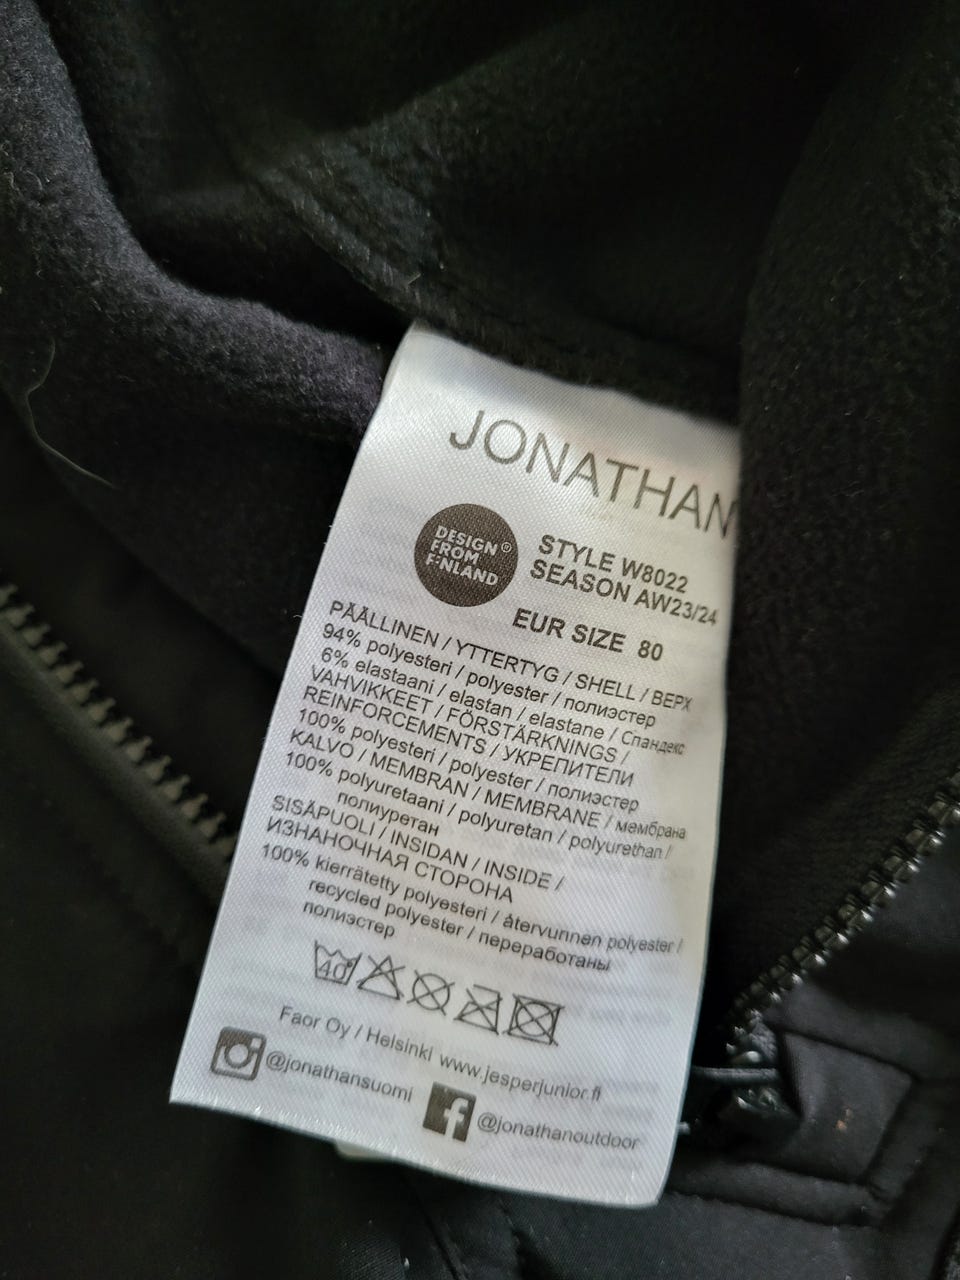 JONATHAN
DESIGN®
FROM
FINLAND
STYLE W8022
SEASON AW23/24
EUR SIZE 80
PÄÄLLINEN / YTTERTYG / SHELL / ВЕРХ
94% polyesteri / polyester / полиэстер
6% elastaani / elastan / elastane / Спандекс
VAHVIKKEET / FÖRSTÄRKNINGS /
REINFORCEMENTS / УКРЕПИТЕЛИ
100% polyesteri / polyester / полиэстер
KALVO / MEMBRAN / MEMBRANE / мембрана
100% polyuretaani / polyuretan / polyurethan /
полиуретан
SISÄPUOLI / INSIDAN / INSIDE /
ИЗНАНОЧНАЯ СТОРОНА
100% kierrätetty polyesteri / återvunnen polyester /
recycled polyester / переработаны
полиэстер
40°
Faor Oy / Helsinki www.jesperjunior.fi
@jonathansuomi
f @jonathanoutdoor